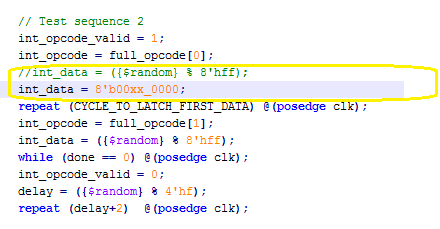 // Test sequence 2
int_opcode_valid = 1;
int_opcode = full_opcode[0];
//int_data = ({$random} % 8'hff);
int_data = 8'b00xx_0000;
repeat (CYCLE_TO_LATCH_FIRST_DATA) @(posedge clk);
int_opcode = full_opcode[1];
int_data = ({$random} % 8'hff);
while (done == 0) @(posedge clk);
int_opcode_valid = 0;
delay = ({$random} % 4'hf);
repeat (delay+2)  @(posedge clk);